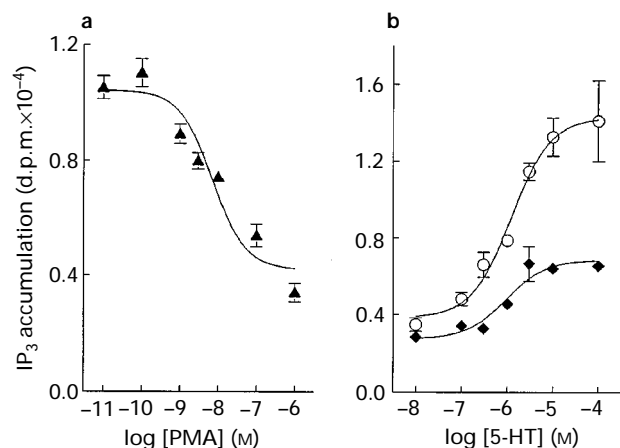 a
IP₃ accumulation (d.p.m.×10⁻⁴)
1.2
0.8
0.4
0.0
−11 −10 −9 −8 −7 −6
log [PMA] (M)
b
1.6
1.2
0.8
0.4
0.0
−8 −7 −6 −5 −4
log [5-HT] (M)